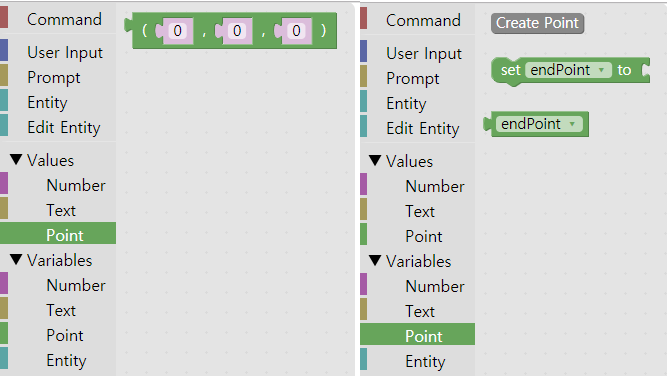 Command
User Input
Prompt
Entity
Edit Entity
▼ Values
Number
Text
Point
▼ Variables
Number
Text
Point
Entity
( 0 , 0 , 0 )
Command
User Input
Prompt
Entity
Edit Entity
▼ Values
Number
Text
Point
▼ Variables
Number
Text
Point
Entity
Create Point
set endPoint ▾ to
endPoint ▾